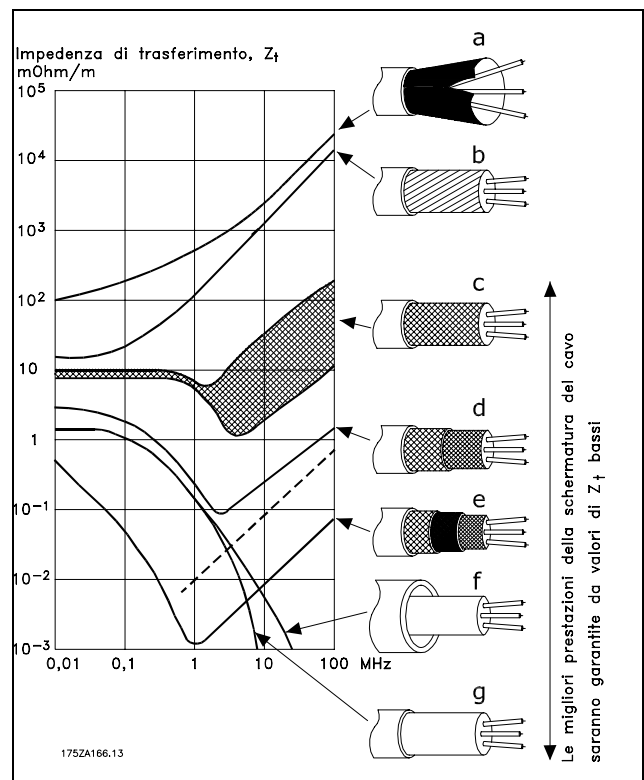 Impedenza di trasferimento, Zt
mOhm/m
10⁵
10⁴
10³
10²
10
1
10⁻¹
10⁻²
10⁻³
0,01 0,1 1 10 100 MHz
a
b
c
d
e
f
g
Le migliori prestazioni della schermatura del cavo
saranno garantite da valori di Zt bassi
175ZA166.13